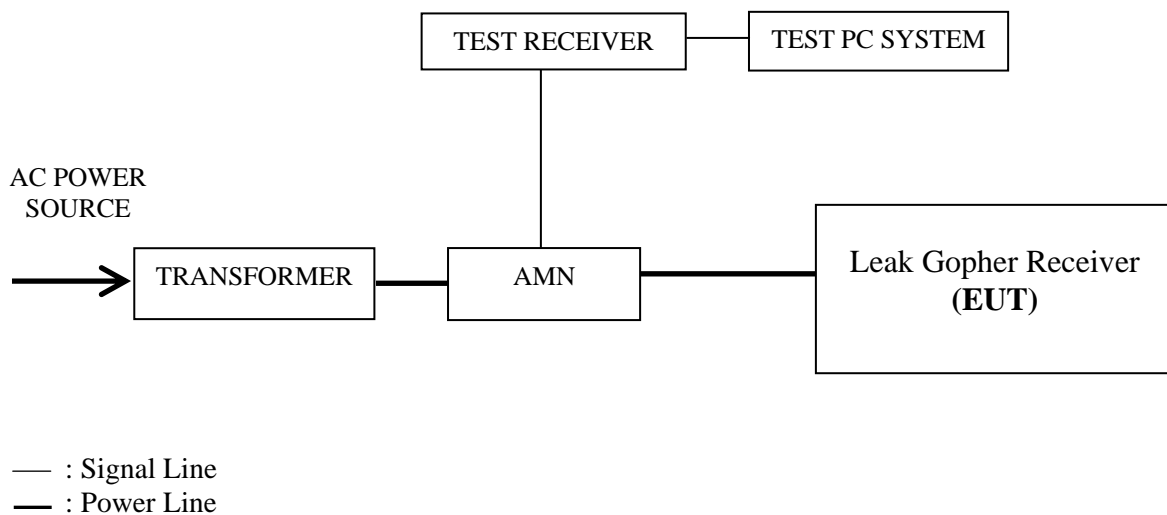 TEST RECEIVER
TEST PC SYSTEM
AC POWER
SOURCE
TRANSFORMER
AMN
Leak Gopher Receiver
(EUT)
: Signal Line
: Power Line